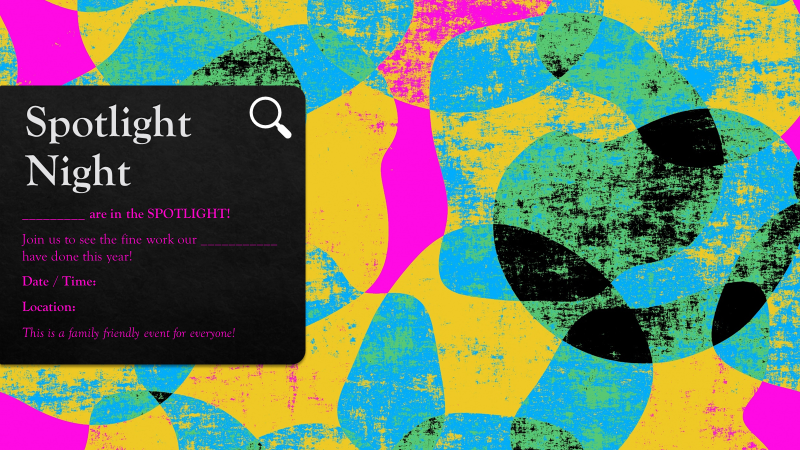 Spotlight
Night
__________ are in the SPOTLIGHT!
Join us to see the fine work our ____________
have done this year!
Date / Time:
Location:
This is a family friendly event for everyone!